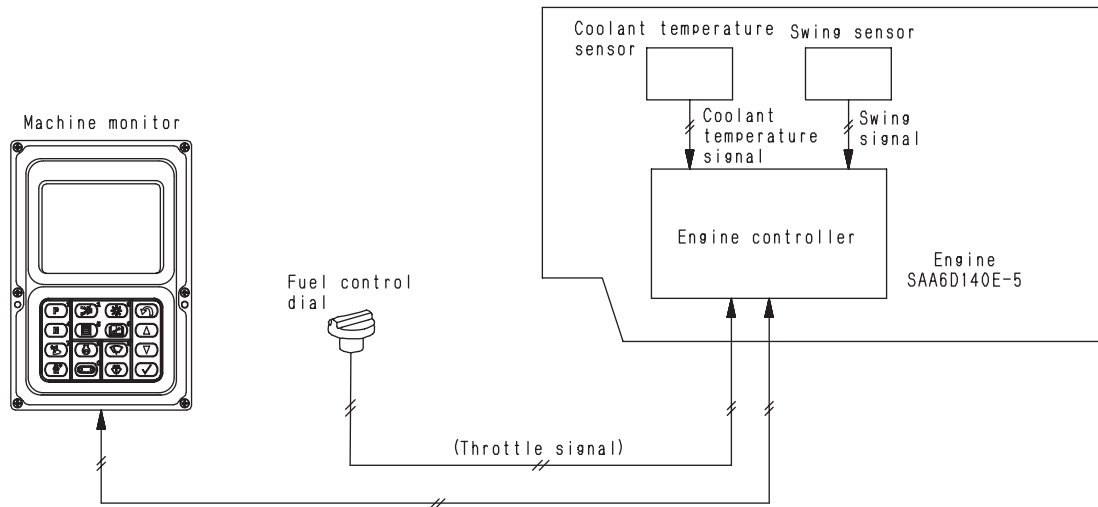 Coolant temperature
sensor
Swing sensor
Machine monitor
Coolant
temperature
signal
Swing
signal
Engine controller
Engine
SAA6D140E-5
Fuel control
dial
P
(Throttle signal)